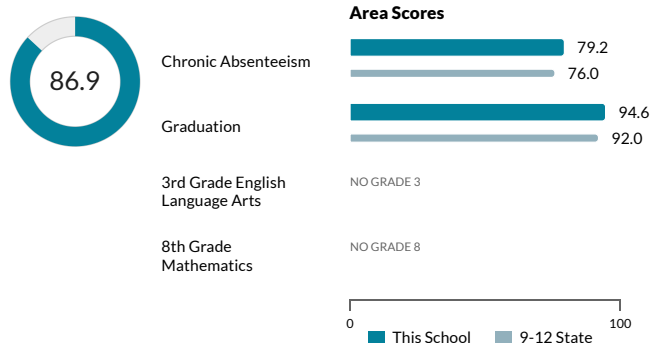 Area Scores
86.9
Chronic Absenteeism
79.2
76.0
Graduation
94.6
92.0
3rd Grade English
Language Arts
NO GRADE 3
8th Grade
Mathematics
NO GRADE 8
0
100
This School
9-12 State